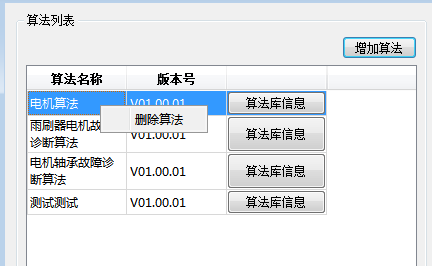 算法列表
增加算法
算法名称 版本号
电机算法 V01.00.01 算法库信息
删除算法
雨刷器电机故
诊断算法 算法库信息
电机轴承故障诊
断算法 V01.00.01 算法库信息
测试测试 V01.00.01 算法库信息